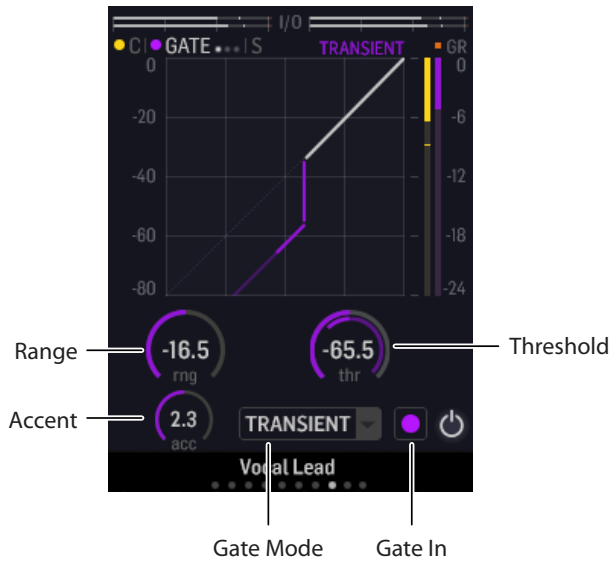 I/O
C | GATE | S TRANSIENT GR
0 0
-20 -6
-40 -12
-60 -18
-80 -24
Range -16.5 rng
-65.5 thr Threshold
Accent 2.3 acc
TRANSIENT
Vocal Lead
Gate Mode Gate In